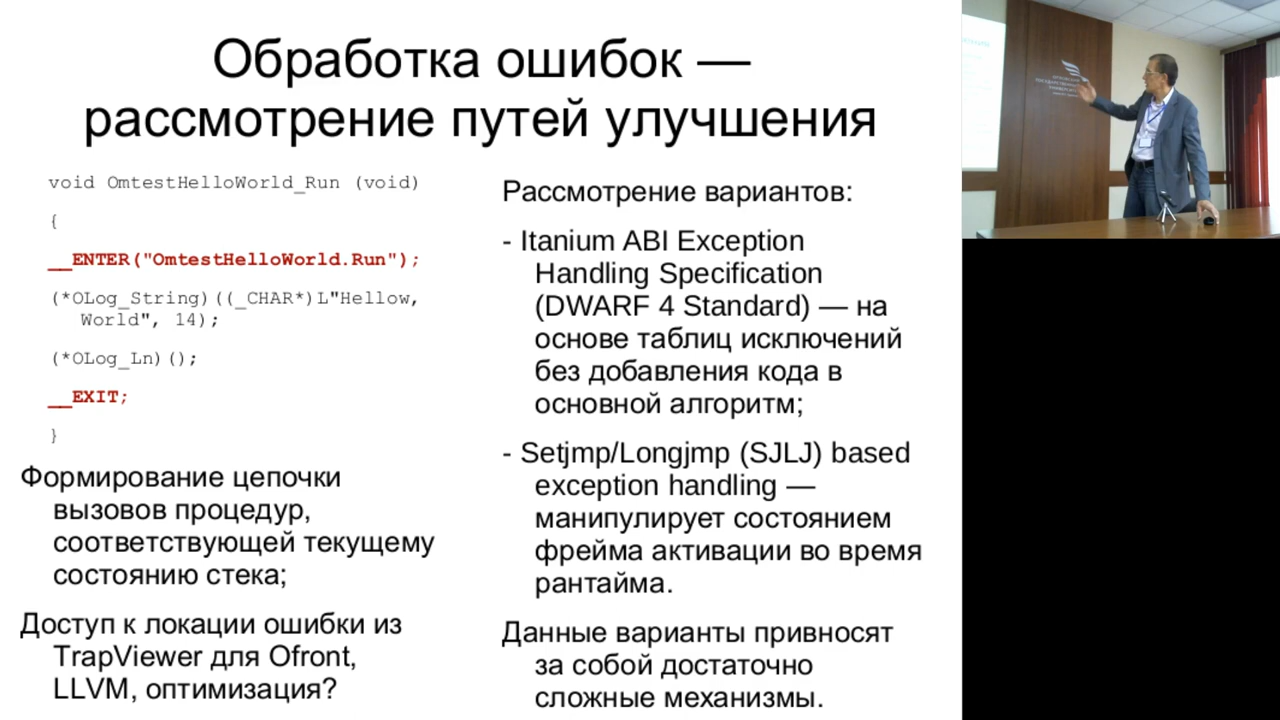 Обработка ошибок —
рассмотрение путей улучшения
void OmtestHelloWorld_Run (void)
{
__ENTER("OmtestHelloWorld.Run");
(*OLog_String)((_CHAR*)L"Hellow,
World", 14);
(*OLog_Ln)();
__EXIT;
}
Формирование цепочки
вызовов процедур,
соответствующей текущему
состоянию стека;
Доступ к локации ошибки из
TrapViewer для Ofront,
LLVM, оптимизация?
Рассмотрение вариантов:
- Itanium ABI Exception
Handling Specification
(DWARF 4 Standard) — на
основе таблиц исключений
без добавления кода в
основной алгоритм;
- Setjmp/Longjmp (SJLJ) based
exception handling —
манипулирует состоянием
фрейма активации во время
рантайма.
Данные варианты привносят
за собой достаточно
сложные механизмы.